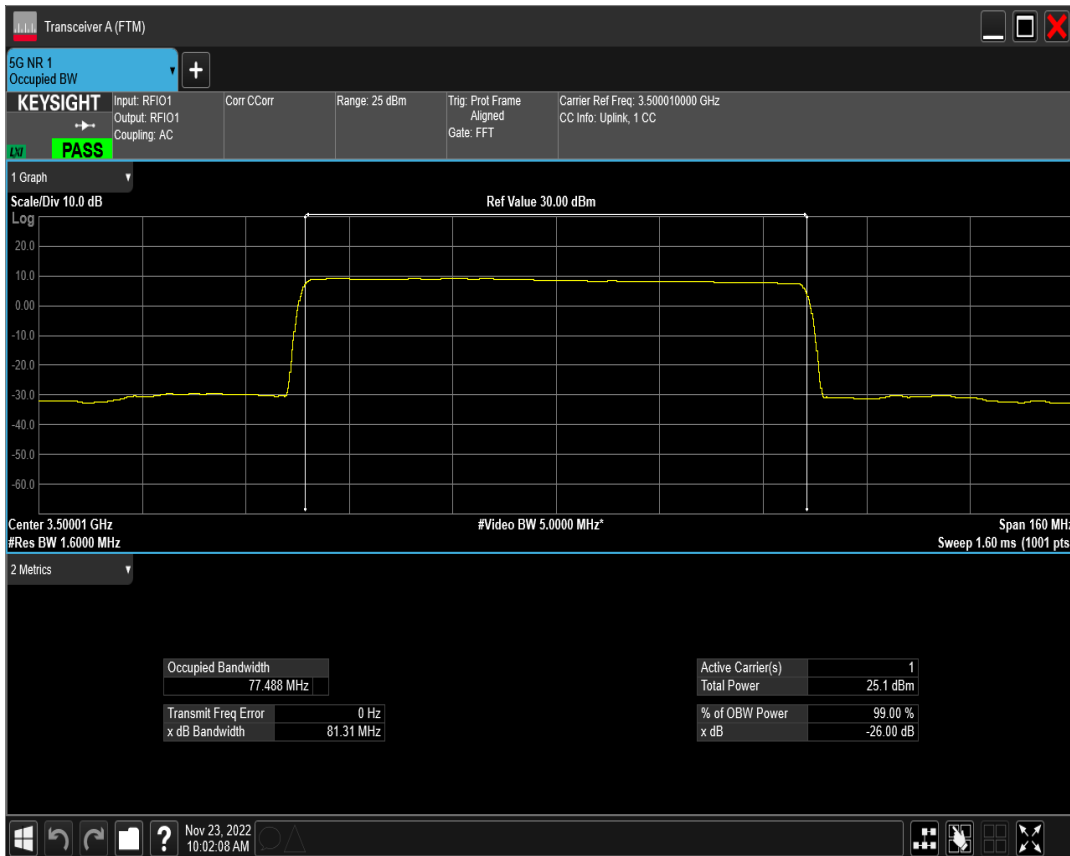 Transceiver A (FTM)
5G NR 1
Occupied BW
+
KEYSIGHT
LXI
PASS
Input: RFIO1
Output: RFIO1
Coupling: AC
Corr CCorr
Range: 25 dBm
Trig: Prot Frame
Aligned
Gate: FFT
Carrier Ref Freq: 3.500010000 GHz
CC Info: Uplink, 1 CC
1 Graph
Scale/Div 10.0 dB
Ref Value 30.00 dBm
Log
20.0
10.0
0.00
-10.0
-20.0
-30.0
-40.0
-50.0
-60.0
Center 3.50001 GHz
#Video BW 5.0000 MHz*
Span 160 MHz
#Res BW 1.6000 MHz
Sweep 1.60 ms (1001 pts
2 Metrics
Occupied Bandwidth
77.488 MHz
Transmit Freq Error 0 Hz
x dB Bandwidth 81.31 MHz
Active Carrier(s) 1
Total Power 25.1 dBm
% of OBW Power 99.00 %
x dB -26.00 dB
?
Nov 23, 2022
10:02:08 AM